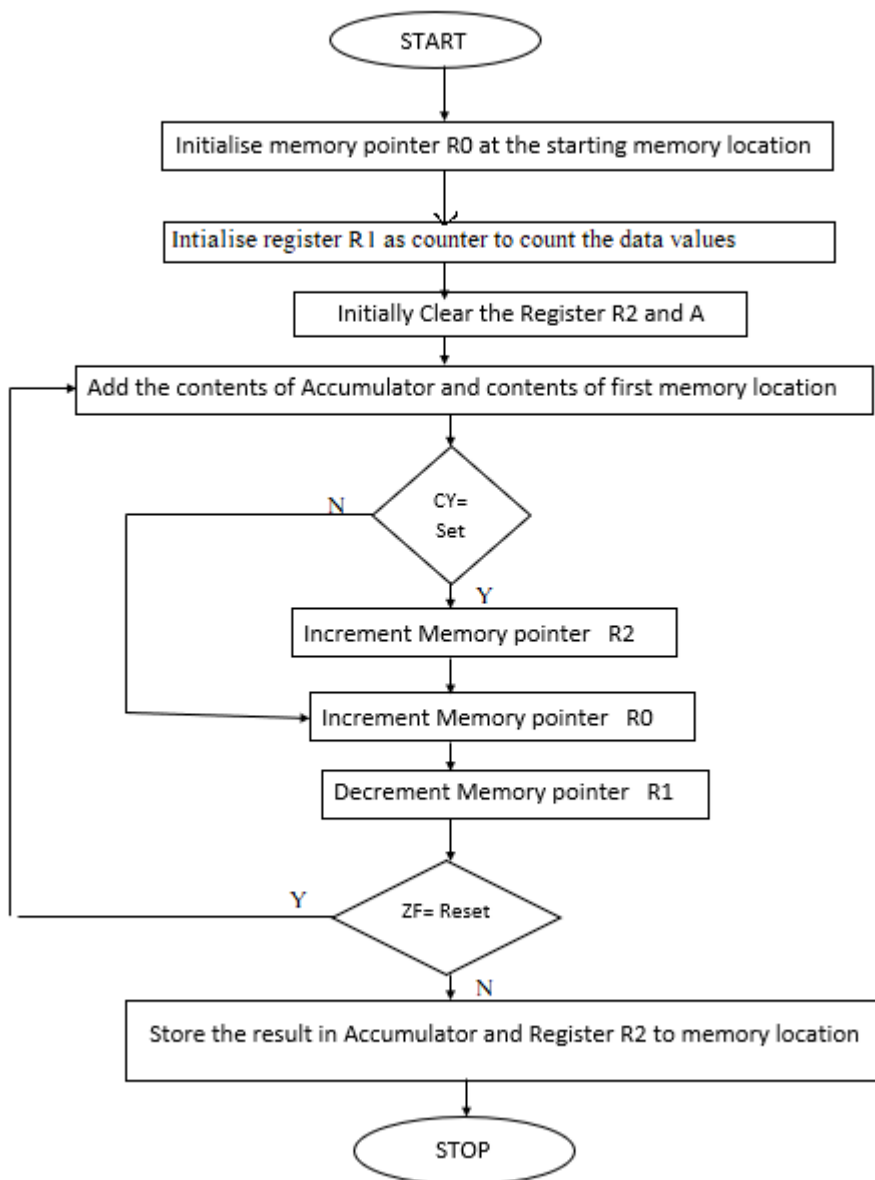 START
Initialise memory pointer R0 at the starting memory location
Intialise register R1 as counter to count the data values
Initially Clear the Register R2 and A
Add the contents of Accumulator and contents of first memory location
N
CY=
Set
Y
Increment Memory pointer R2
Increment Memory pointer R0
Decrement Memory pointer R1
Y
ZF= Reset
N
Store the result in Accumulator and Register R2 to memory location
STOP